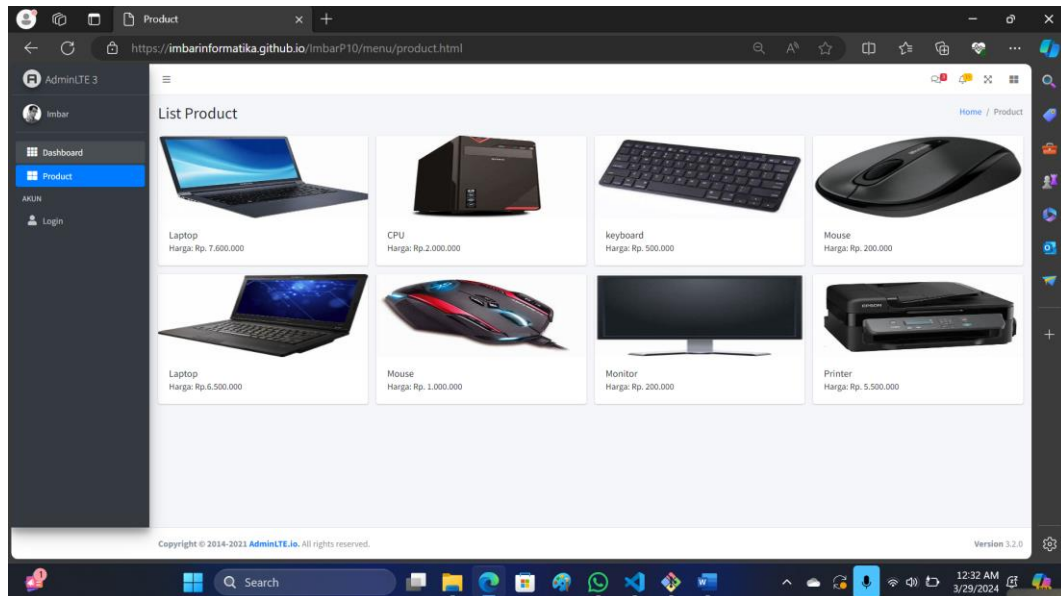 Product
https://imbarinformatika.github.io/ImbarP10/menu/product.html
AdminLTE 3
Imbar
Dashboard
Product
AKUN
Login
List Product
Home / Product
Laptop
Harga: Rp. 7.600.000
CPU
Harga: Rp.2.000.000
keyboard
Harga: Rp. 500.000
Mouse
Harga: Rp. 200.000
Laptop
Harga: Rp.6.500.000
Mouse
Harga: Rp. 1.000.000
Monitor
Harga: Rp. 200.000
EPSON
Printer
Harga: Rp. 5.500.000
Copyright © 2014-2021 AdminLTE.io. All rights reserved.
Version 3.2.0
Search
12:32 AM
3/29/2024